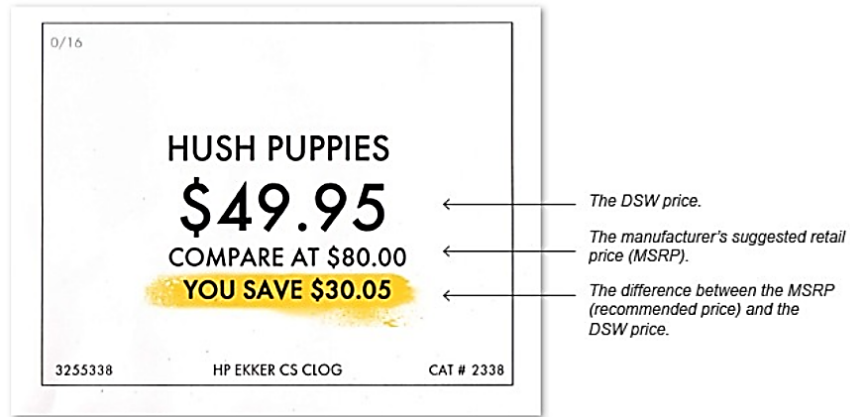 0/16
HUSH PUPPIES
$49.95
COMPARE AT $80.00
YOU SAVE $30.05
3255338 HP EKKER CS CLOG CAT # 2338
The DSW price.
The manufacturer's suggested retail
price (MSRP).
The difference between the MSRP
(recommended price) and the
DSW price.